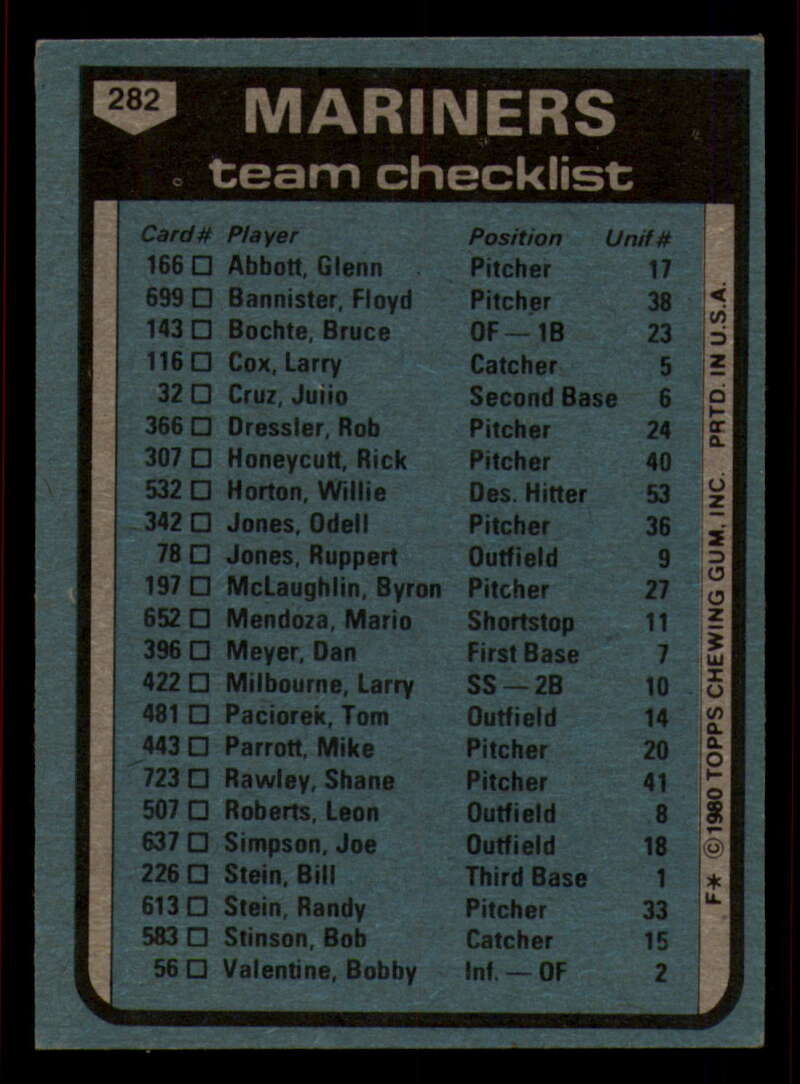 282
MARINERS
team checklist
Card# Player Position Unif#
166 □ Abbott, Glenn Pitcher 17
699 □ Bannister, Floyd Pitcher 38
143 □ Bochte, Bruce OF — 1B 23
116 □ Cox, Larry Catcher 5
32 □ Cruz, Julio Second Base 6
366 □ Dressler, Rob Pitcher 24
307 □ Honeycutt, Rick Pitcher 40
532 □ Horton, Willie Des. Hitter 53
342 □ Jones, Odell Pitcher 36
78 □ Jones, Ruppert Outfield 9
197 □ McLaughlin, Byron Pitcher 27
652 □ Mendoza, Mario Shortstop 11
396 □ Meyer, Dan First Base 7
422 □ Milbourne, Larry SS — 2B 10
481 □ Paciorek, Tom Outfield 14
443 □ Parrott, Mike Pitcher 20
723 □ Rawley, Shane Pitcher 41
507 □ Roberts, Leon Outfield 8
637 □ Simpson, Joe Outfield 18
226 □ Stein, Bill Third Base 1
613 □ Stein, Randy Pitcher 33
583 □ Stinson, Bob Catcher 15
56 □ Valentine, Bobby Inf. — OF 2
F* ©1980 TOPPS CHEWING GUM, INC. PRTD. IN U.S.A.